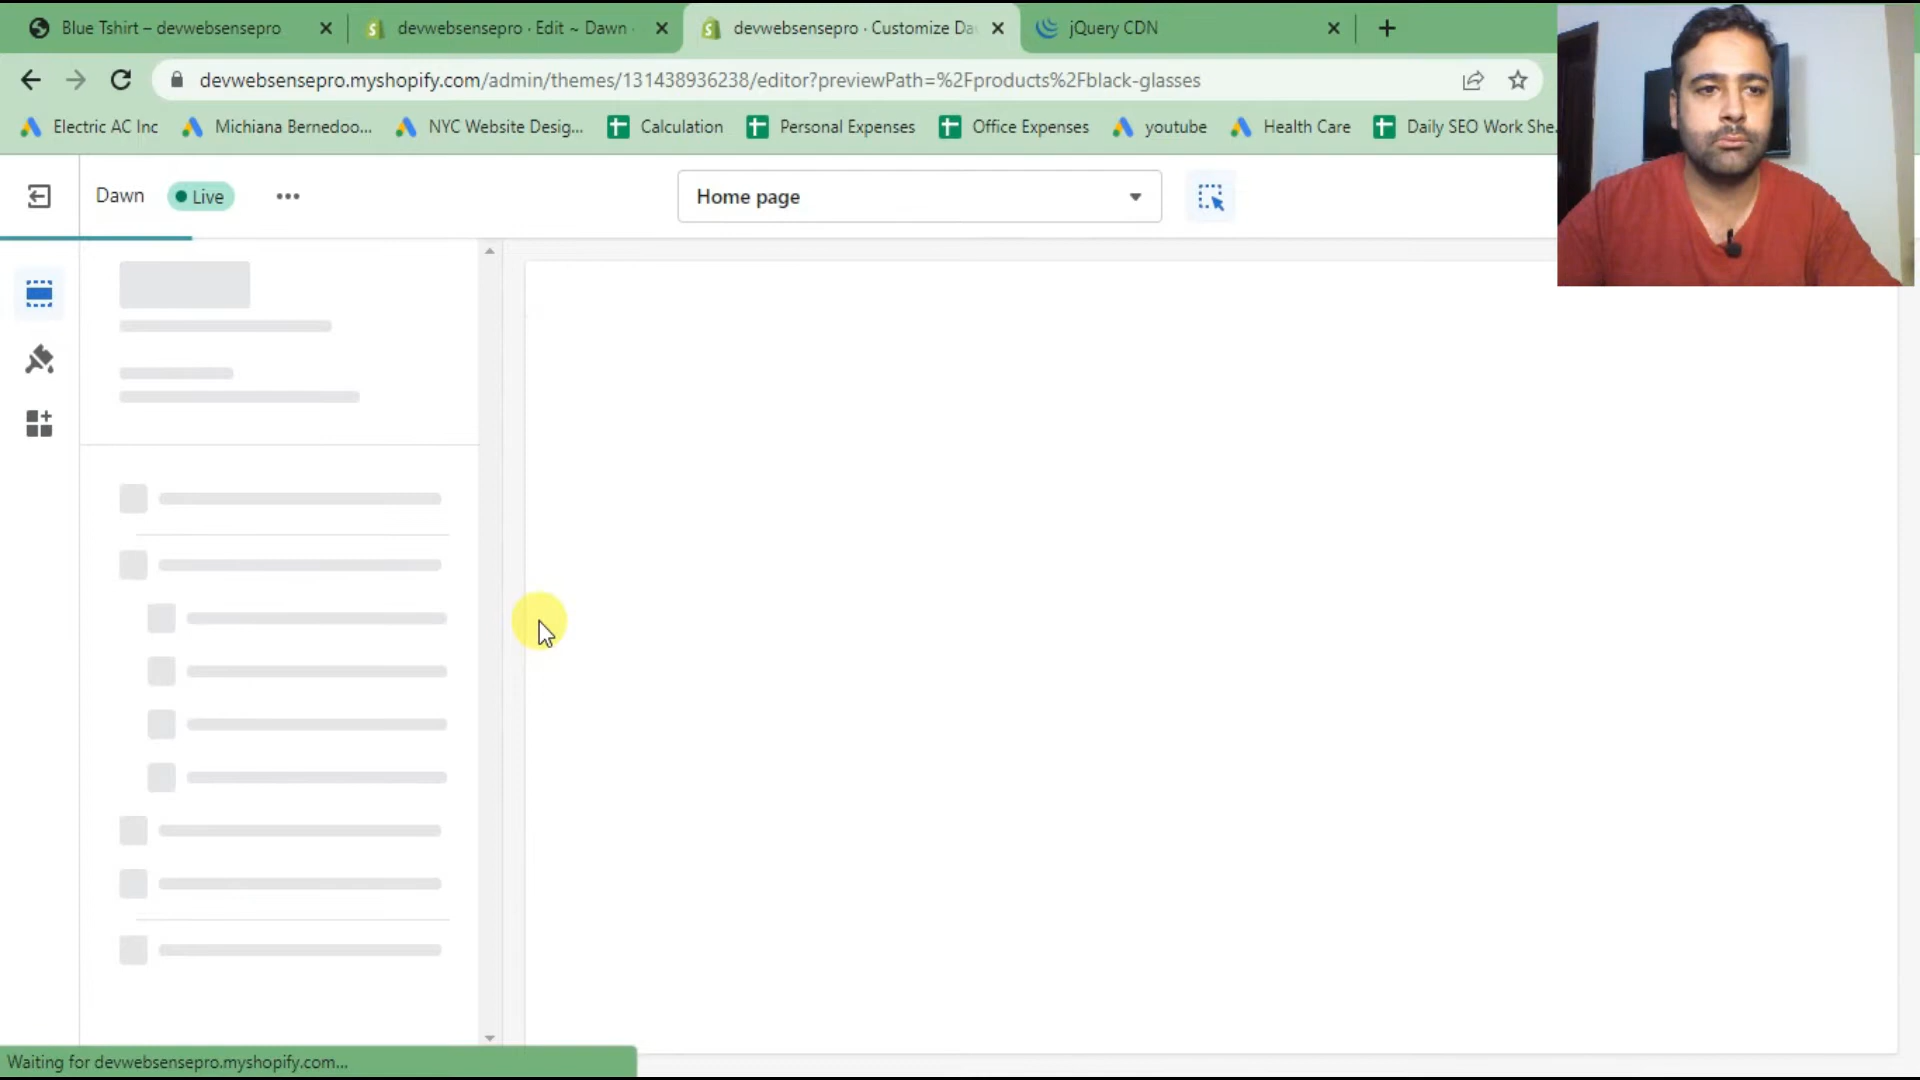 Blue Tshirt – devwebsensepro
devwebsensepro · Edit ~ Dawn ·
devwebsensepro · Customize Da
jQuery CDN
devwebsensepro.myshopify.com/admin/themes/131438936238/editor?previewPath=%2Fproducts%2Fblack-glasses
Electric AC Inc
Michiana Bernedoo...
NYC Website Desig...
Calculation
Personal Expenses
Office Expenses
youtube
Health Care
Daily SEO Work She.
Dawn
Live
Home page
Waiting for devwebsensepro.myshopify.com...